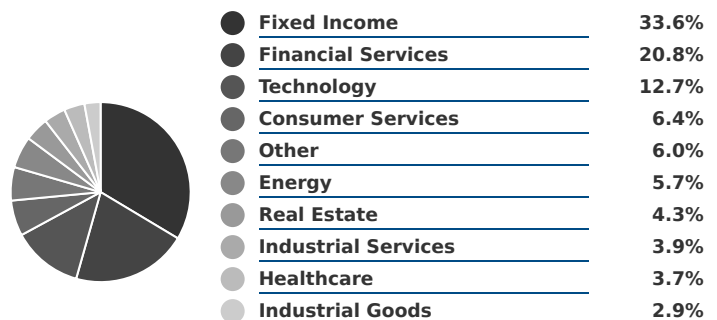 Fixed Income 33.6%
Financial Services 20.8%
Technology 12.7%
Consumer Services 6.4%
Other 6.0%
Energy 5.7%
Real Estate 4.3%
Industrial Services 3.9%
Healthcare 3.7%
Industrial Goods 2.9%